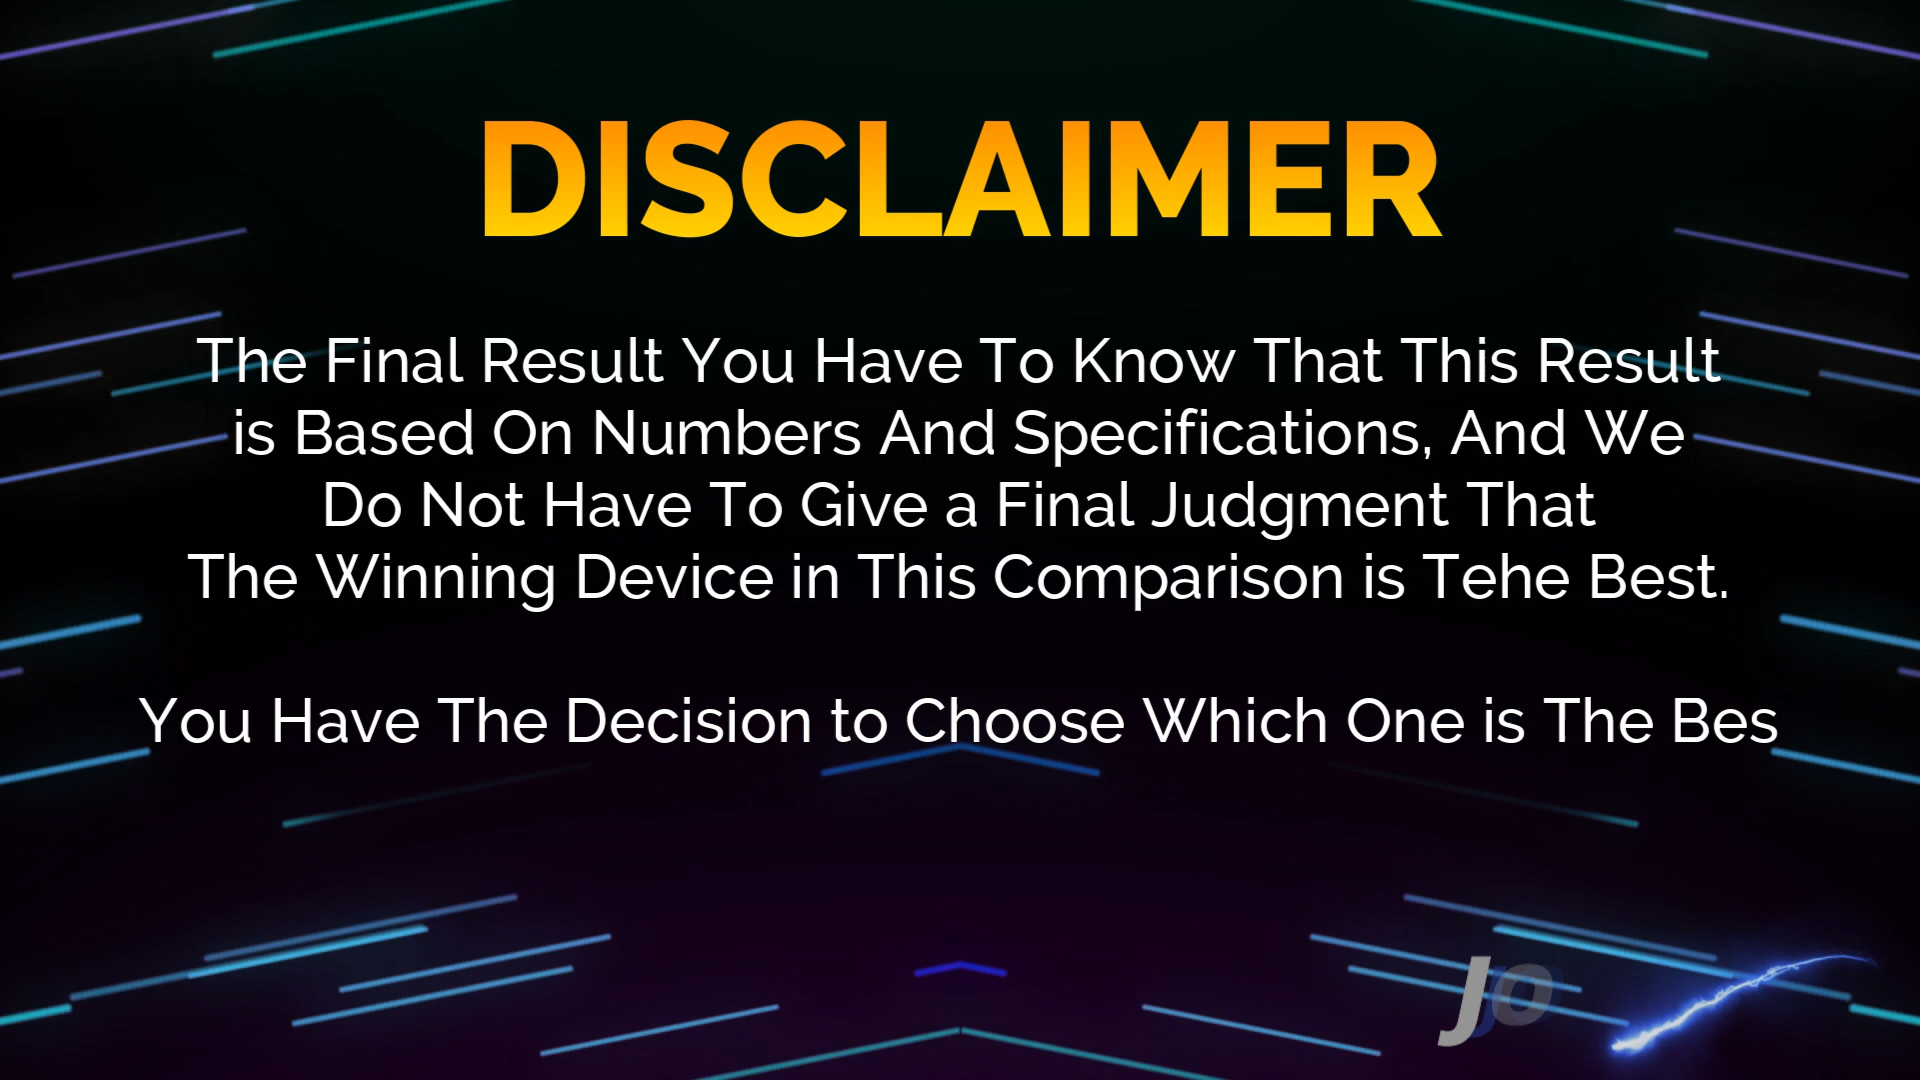 DISCLAIMER
The Final Result You Have To Know That This Result
is Based On Numbers And Specifications, And We
Do Not Have To Give a Final Judgment That
The Winning Device in This Comparison is Tehe Best.
You Have The Decision to Choose Which One is The Bes
Jo